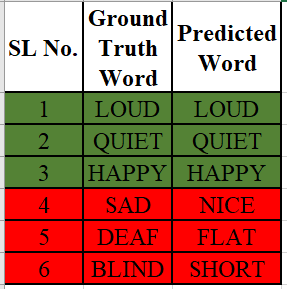 SL No. Ground Truth Word Predicted Word
1 LOUD LOUD
2 QUIET QUIET
3 HAPPY HAPPY
4 SAD NICE
5 DEAF FLAT
6 BLIND SHORT